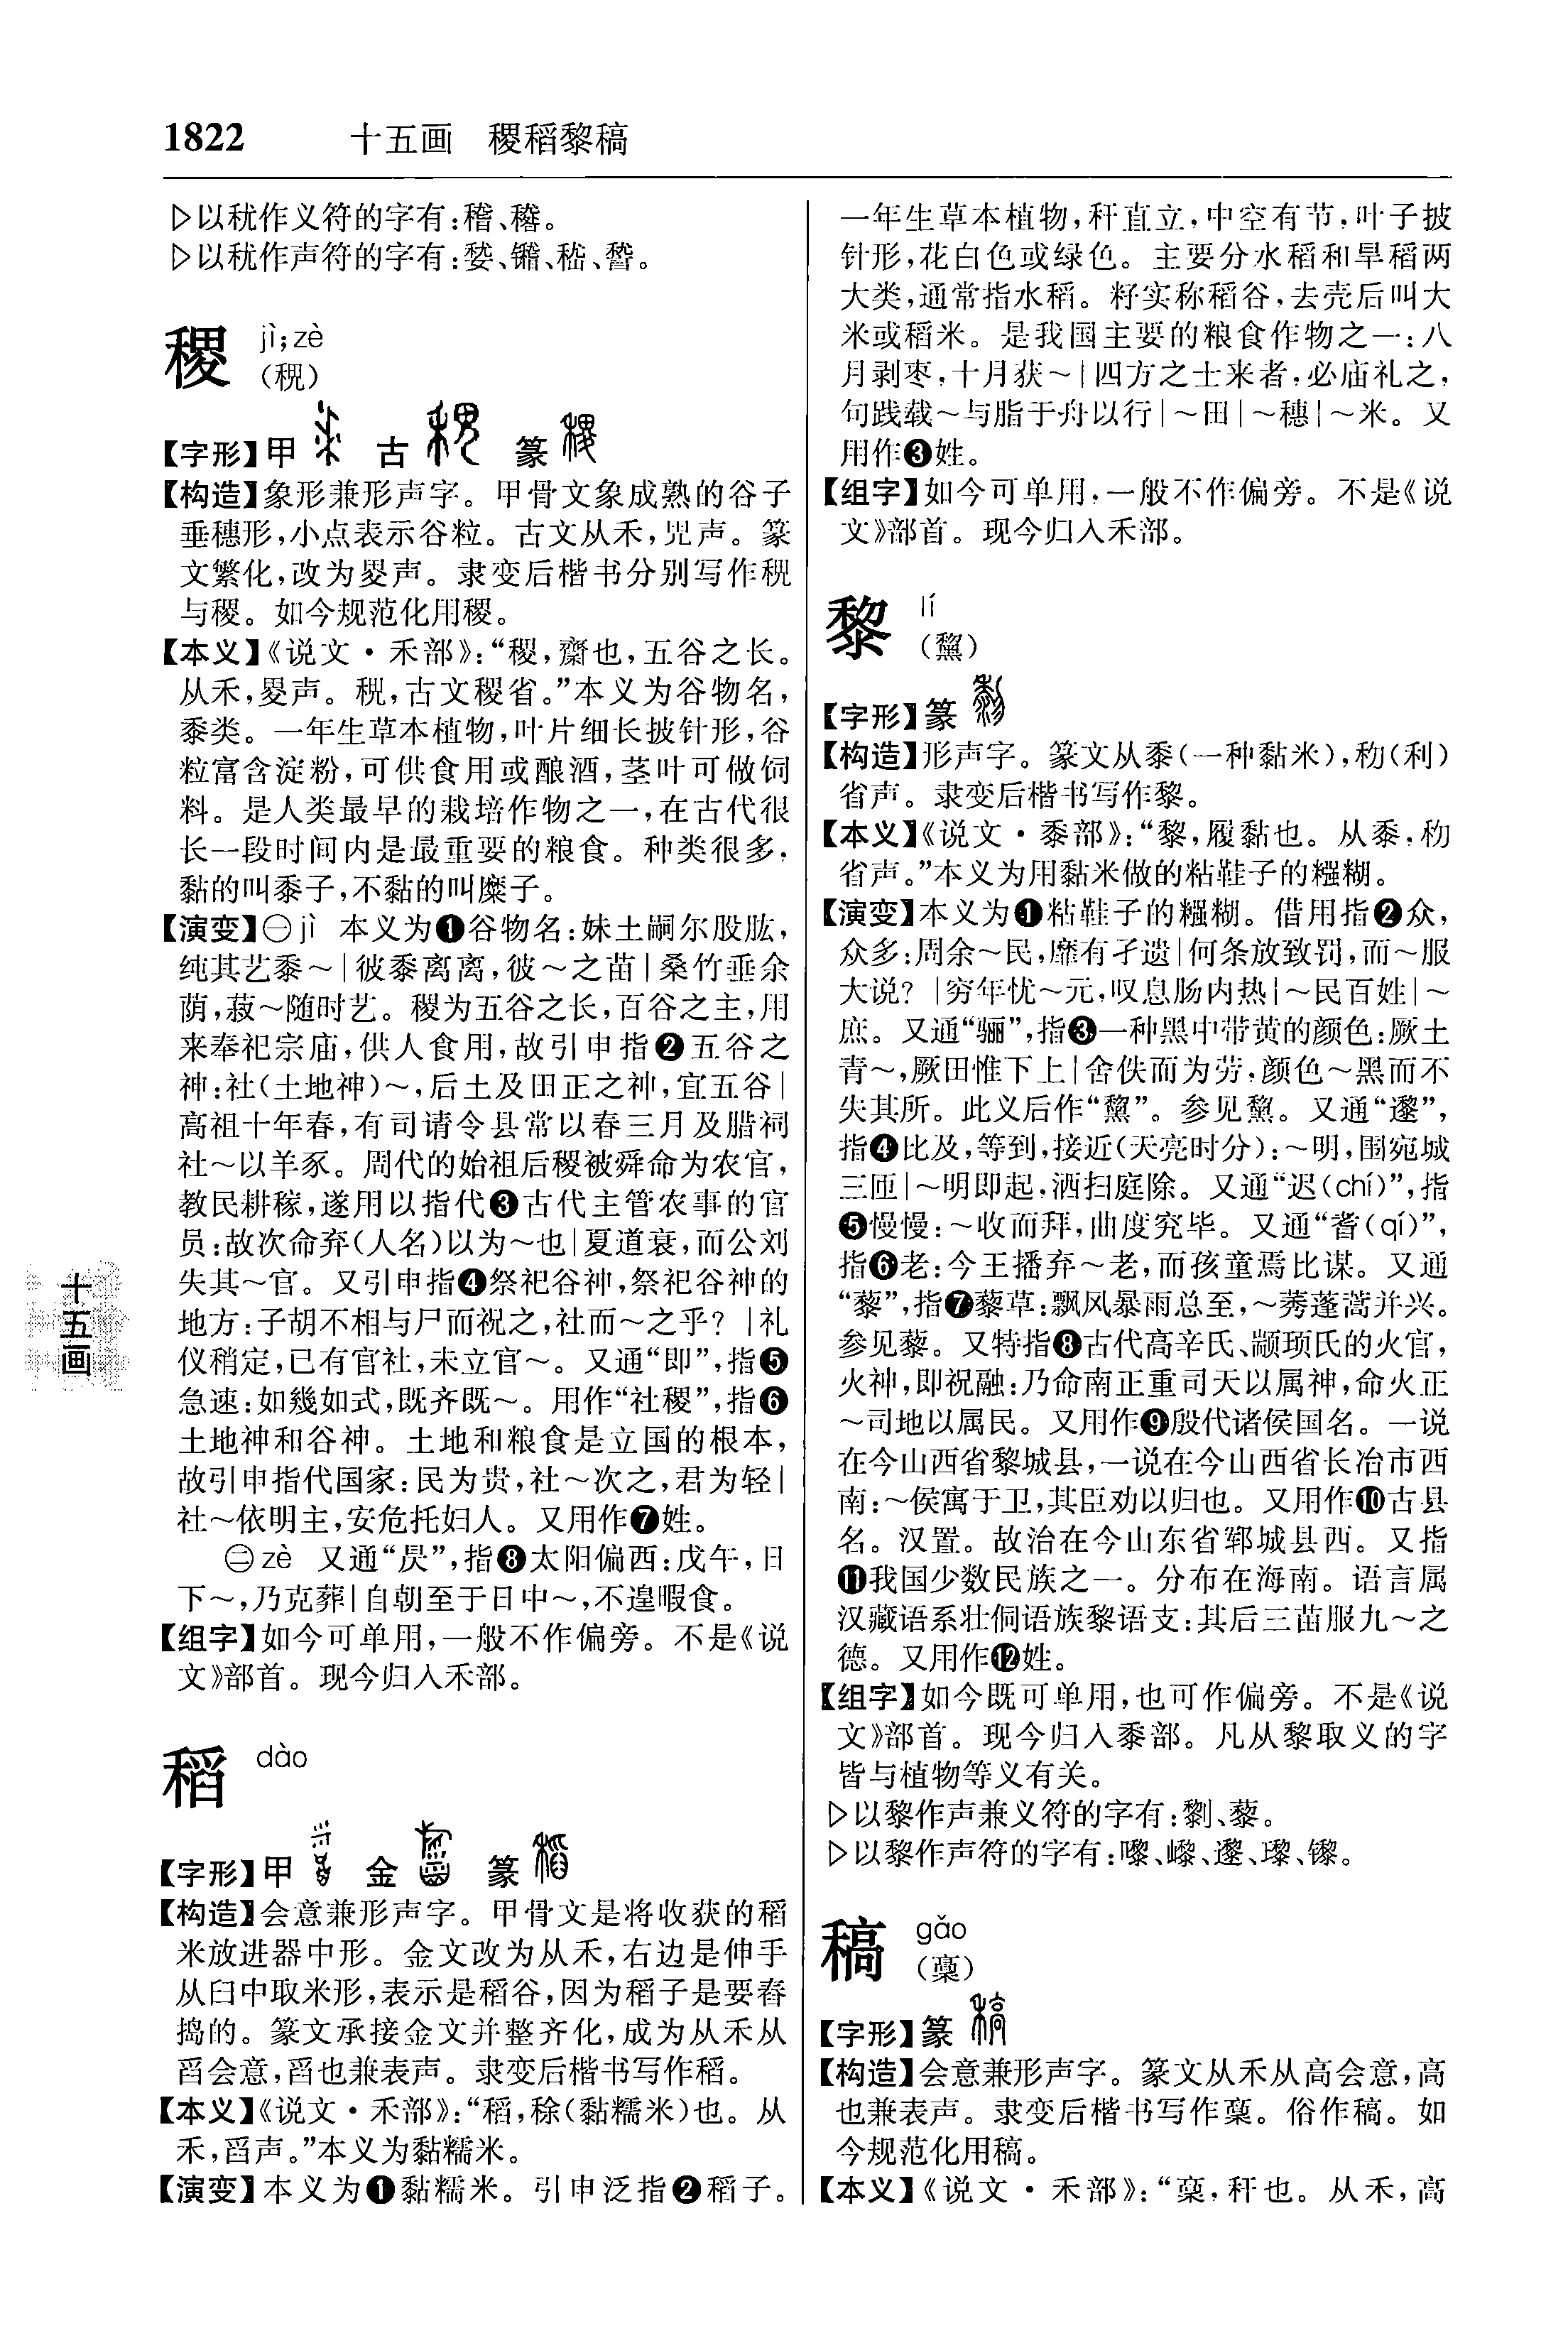 1822 十五画 稷稻黎稿
▷以𥝌作义符的字有:稽、𥡴。
▷以𥝌作声符的字有:嵇。
稷 jì;zè
(稅)
【字形】甲 古 篆
【构造】象形兼形声字。甲骨文象成熟的谷子
垂穗形,小点表示谷粒。古文从禾,声。篆
文繁化,改为畟声。隶变后楷书分别写作
与稷。如今规范化用稷。
【本义】《说文·禾部》:“稷,齋也,五谷之长。
从禾,畟声。古文稷省。”本义为谷物名,
黍类。一年生草本植物,叶片细长披针形,谷
粒富含淀粉,可供食用或酿酒,茎叶可做饲
料。是人类最早的栽培作物之一,在古代很
长一段时间内是最重要的粮食。种类很多,
黏的叫黍子,不黏的叫糜子。
【演变】㊀jì 本义为❶谷物名:妹土嗣尔股肱,
纯其艺黍~|彼黍离离,彼~之苗|桑竹垂余
荫,菽~随时艺。稷为五谷之长,百谷之主,用
来奉祀宗庙,供人食用,故引申指❷五谷之
神:社(土地神)~,后土及田正之神,宜五谷|
高祖十年春,有司请令县常以春三月及腊祠
社~以羊豕。周代的始祖后稷被舜命为农官,
教民耕稼,遂用以指代❸古代主管农事的官
员:故次命弃(人名)以为~也|夏道衰,而公刘
失其~官。又引申指❹祭祀谷神,祭祀谷神的
地方:子胡不相与尸而祝之,社而~之乎?|礼
仪稍定,已有官社,未立官~。又通“即”,指❺
急速:如幾如式,既齐既~。用作“社稷”,指❻
土地神和谷神。土地和粮食是立国的根本,
故引申指代国家:民为贵,社~次之,君为轻|
社~依明主,安危托妇人。又用作❼姓。
㊁zè 又通“昃”,指❽太阳偏西:戊午,日
下~,乃克葬|自朝至于日中~,不遑暇食。
【组字】如今可单用,一般不作偏旁。不是《说
文》部首。现今归入禾部。
稻 dào
【字形】甲 金 篆
【构造】会意兼形声字。甲骨文是将收获的稻
米放进器中形。金文改为从禾,右边是伸手
从臼中取米形,表示是稻谷,因为稻子是要舂
捣的。篆文承接金文并整齐化,成为从禾从
舀会意,舀也兼表声。隶变后楷书写作稻。
【本义】《说文·禾部》:“稻,稌(黏糯米)也。从
禾,舀声。”本义为黏糯米。
【演变】本义为❶黏糯米。引申泛指❷稻子。
一年生草本植物,秆直立,中空有节,叶子披
针形,花白色或绿色。主要分水稻和旱稻两
大类,通常指水稻。籽实称稻谷,去壳后叫大
米或稻米。是我国主要的粮食作物之一:八
月剥枣,十月获~|四方之士来者,必庙礼之,
句践载~与脂于舟以行|~田|~穗|~米。又
用作❸姓。
【组字】如今可单用,一般不作偏旁。不是《说
文》部首。现今归入禾部。
黎 lí
(黧)
【字形】篆
【构造】形声字。篆文从黍(一种黏米),𥝢(利)
省声。隶变后楷书写作黎。
【本义】《说文·黍部》:“黎,履黏也。从黍,𥝢
省声。”本义为用黏米做的粘鞋子的糨糊。
【演变】本义为❶粘鞋子的糨糊。借用指❷众,
众多:周余~民,靡有孑遗|何条放致罚,而~服
大说?|穷年忧~元,叹息肠内热|~民百姓|~
庶。又通“骊”,指❸一种黑中带黄的颜色:厥土
青~,厥田惟下上|舍佚而为劳,颜色~黑而不
失其所。此义后作“黧”。参见黧。又通“邌”,
指❹比及,等到,接近(天亮时分):~明,围宛城
三匝|~明即起,洒扫庭除。又通“迟(chí)”,指
❺慢慢:~收而拜,曲度究毕。又通“耆(qí)”,
指❻老:今王播弃~老,而孩童焉比谋。又通
“藜”,指❼藜草:飘风暴雨总至,~莠蓬蒿并兴。
参见藜。又特指❽古代高辛氏、颛顼氏的火官,
火神,即祝融:乃命南正重司天以属神,命火正
~司地以属民。又用作❾殷代诸侯国名。一说
在今山西省黎城县,一说在今山西省长治市西
南:~侯寓于卫,其臣劝以归也。又用作❿古县
名。汉置。故治在今山东省郓城县西。又指
⓫我国少数民族之一。分布在海南。语言属
汉藏语系壮侗语族黎语支:其后三苗服九~之
德。又用作⓬姓。
【组字】如今既可单用,也可作偏旁。不是《说
文》部首。现今归入黍部。凡从黎取义的字
皆与植物等义有关。
▷以黎作声兼义符的字有:劙、藜。
▷以黎作声符的字有:嚟、㠟、邌、瓈、镙。
稿 gǎo
(稾)
【字形】篆
【构造】会意兼形声字。篆文从禾从高会意,高
也兼表声。隶变后楷书写作稾。俗作稿。如
今规范化用稿。
【本义】《说文·禾部》:“稾,秆也。从禾,高
十五画